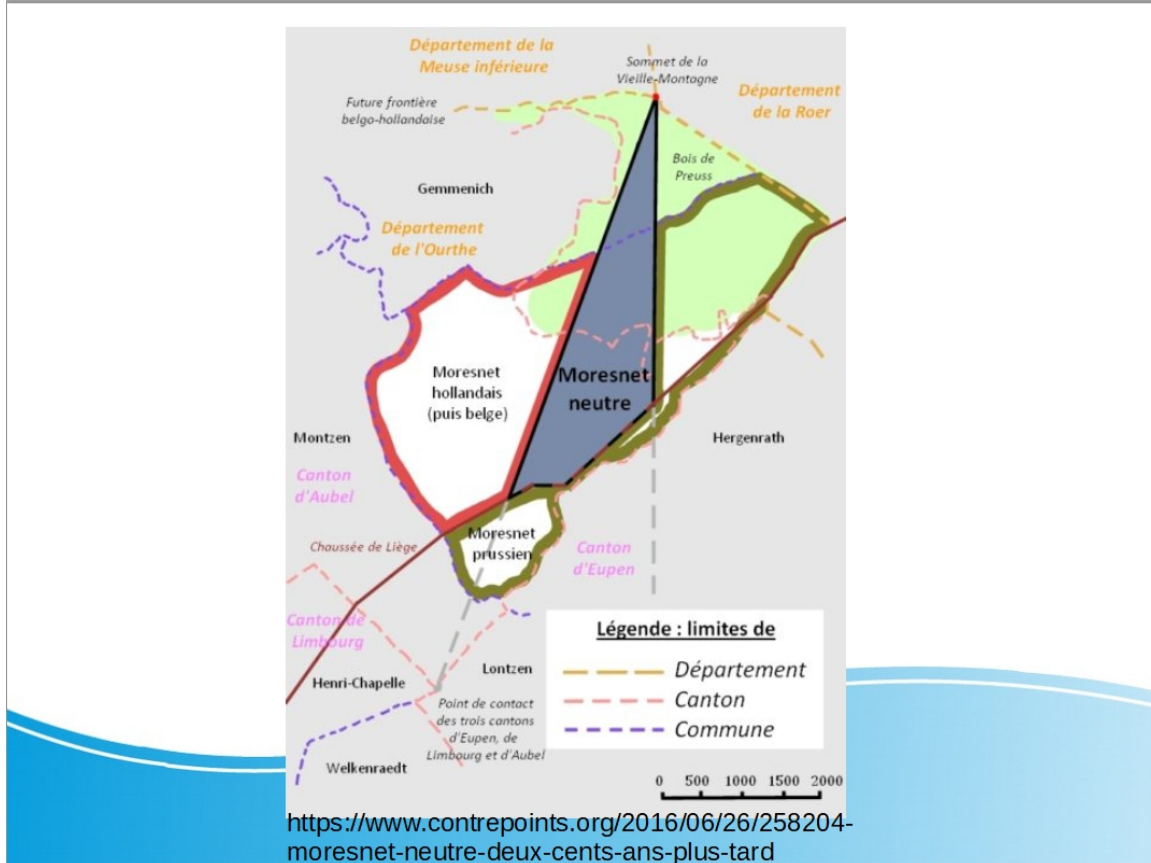 Département de la
Meuse inférieure
Sommet de la
Vieille-Montagne
Département
de la Roer
Future frontière
belgo-hollandaise
Bois de
Preuss
Gemmenich
Département
de l'Ourthe
Moresnet
hollandais
(puis belge)
Moresnet
neutre
Montzen
Hergenrath
Canton
d'Aubel
Moresnet
prussien
Chaussée de Liège
Canton
d'Eupen
Canton de
Limbourg
Légende : limites de
Département
Canton
Commune
Lontzen
Henri-Chapelle
Point de contact
des trois cantons
d'Eupen, de
Limbourg et d'Aubel
Welkenraedt
0 500 1000 1500 2000
https://www.contrepoints.org/2016/06/26/258204-
moresnet-neutre-deux-cents-ans-plus-tard